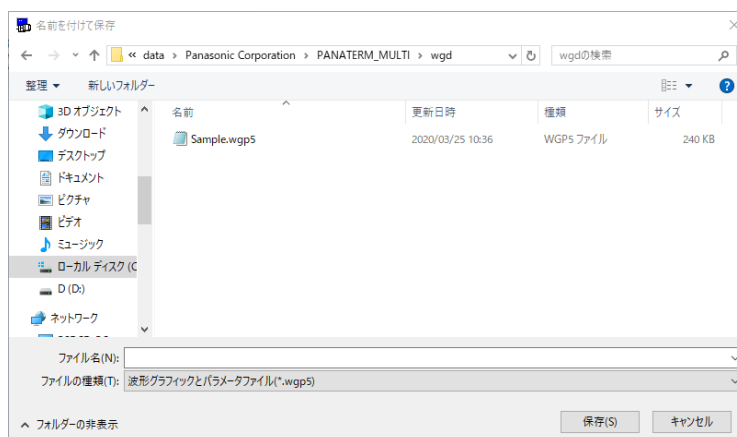 名前を付けて保存
« data › Panasonic Corporation › PANATERM_MULTI › wgd
wgdの検索
整理 新しいフォルダー
名前 更新日時 種類 サイズ
Sample.wgp5 2020/03/25 10:36 WGP5 ファイル 240 KB
3D オブジェクト
ダウンロード
デスクトップ
ドキュメント
ピクチャ
ビデオ
ミュージック
ローカル ディスク (C
D (D:)
ネットワーク
ファイル名(N):
ファイルの種類(T): 波形グラフィックとパラメータファイル(*.wgp5)
フォルダーの非表示 保存(S) キャンセル